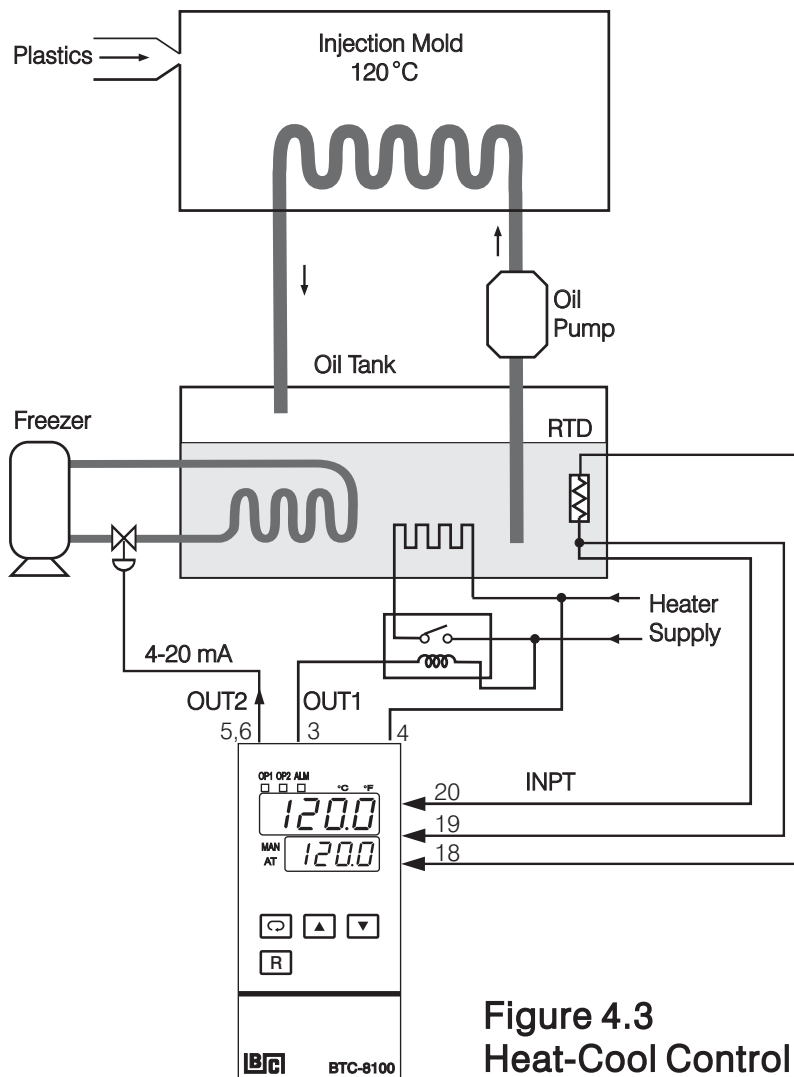 Injection Mold
120°C
Plastics
Oil
Pump
Oil Tank
Freezer
RTD
Heater
Supply
4-20 mA
OUT2
OUT1
5,6
3
4
OP1 OP2 ALM
°C °F
120.0
MAN
AT
120.0
INPT
20
19
18
R
BC
BTC-8100
Figure 4.3
Heat-Cool Control